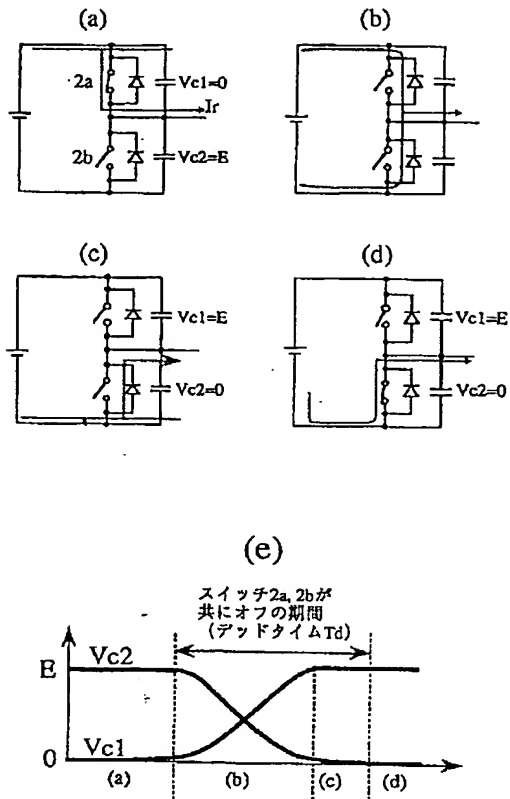 (a)
(b)
2a
Vc1=0
Ir
2b
Vc2=E
(c)
(d)
Vc1=E
Vc2=0
Vc1=E
Vc2=0
(e)
スイッチ2a, 2bが
共にオフの期間
(デッドタイムTd)
E
Vc2
0
Vc1
(a)
(b)
(c)
(d)